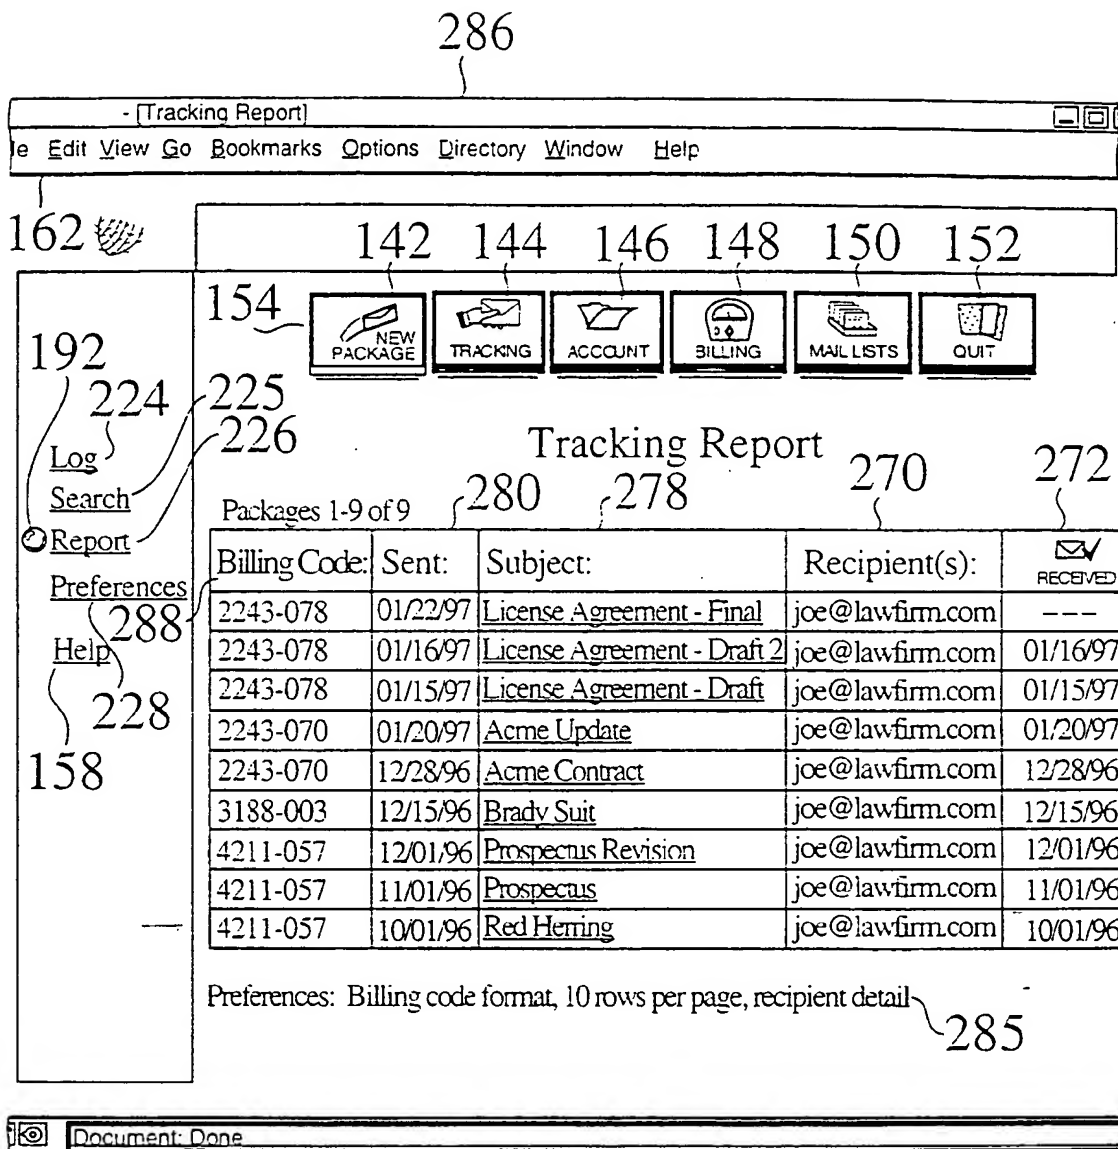 286
- [Tracking Report]
le Edit View Go Bookmarks Options Directory Window Help
162 142 144 146 148 150 152
154
NEW PACKAGE TRACKING ACCOUNT BILLING MAIL LISTS QUIT
192
224 225
226
Log
Search
Report
Preferences
Help
288
228
158
Tracking Report
280 278 270 272
Packages 1-9 of 9
Billing Code: Sent: Subject: Recipient(s): RECEIVED
2243-078 01/22/97 License Agreement - Final joe@lawfirm.com ---
2243-078 01/16/97 License Agreement - Draft 2 joe@lawfirm.com 01/16/97
2243-078 01/15/97 License Agreement - Draft joe@lawfirm.com 01/15/97
2243-070 01/20/97 Acme Update joe@lawfirm.com 01/20/97
2243-070 12/28/96 Acme Contract joe@lawfirm.com 12/28/96
3188-003 12/15/96 Brady Suit joe@lawfirm.com 12/15/96
4211-057 12/01/96 Prospectus Revision joe@lawfirm.com 12/01/96
4211-057 11/01/96 Prospectus joe@lawfirm.com 11/01/96
4211-057 10/01/96 Red Herring joe@lawfirm.com 10/01/96
Preferences: Billing code format, 10 rows per page, recipient detail
285
Document: Done